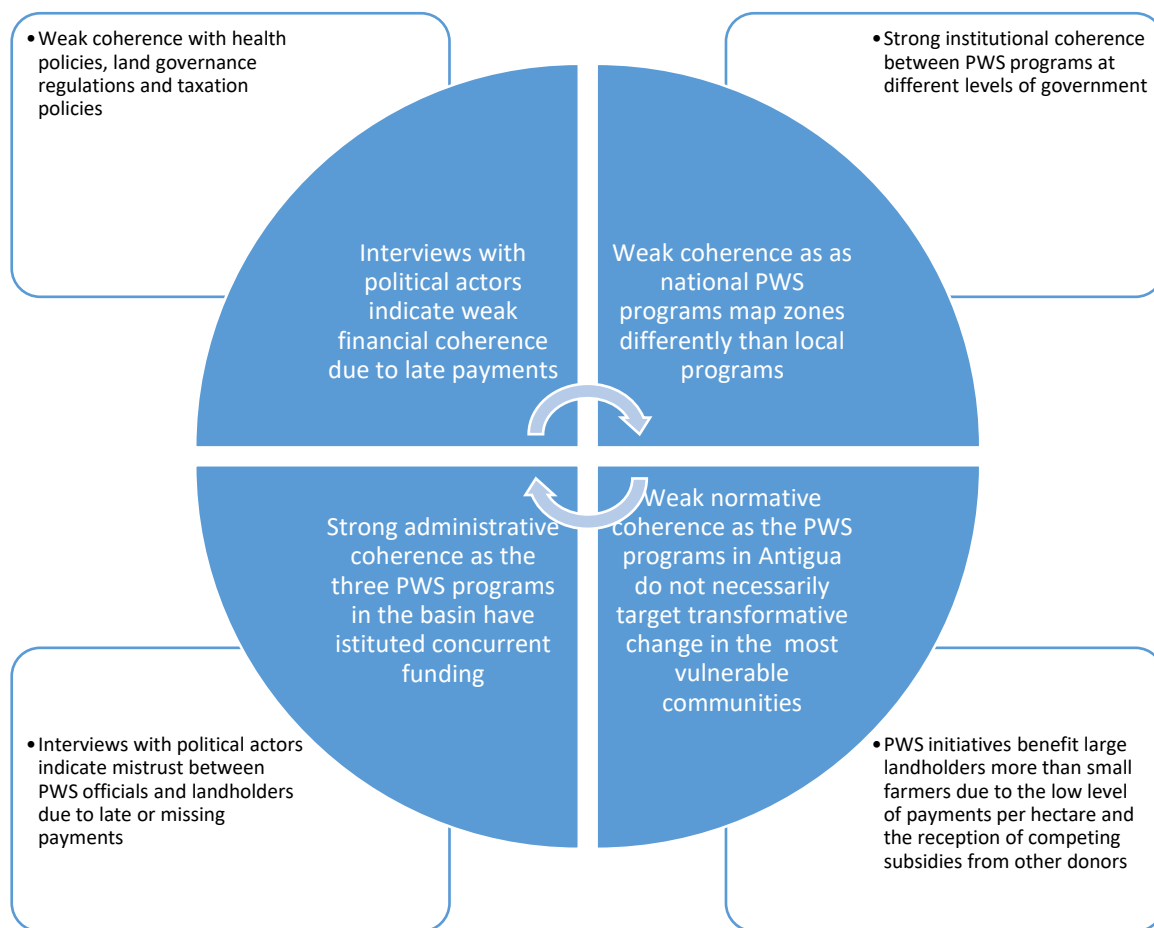 •Weak coherence with health
policies, land governance
regulations and taxation
policies
•Strong institutional coherence
between PWS programs at
different levels of government
Interviews with
political actors
indicate weak
financial coherence
due to late payments
Weak coherence as as
national PWS
programs map zones
differently than local
programs
Strong administrative
coherence as the
three PWS programs
in the basin have
istituted concurrent
funding
Weak normative
coherence as the PWS
programs in Antigua
do not necessarily
target transformative
change in the  most
vulnerable
communities
•Interviews with political actors
indicate mistrust between
PWS officials and landholders
due to late or missing
payments
•PWS initiatives benefit large
landholders more than small
farmers due to the low level
of payments per hectare and
the reception of competing
subsidies from other donors